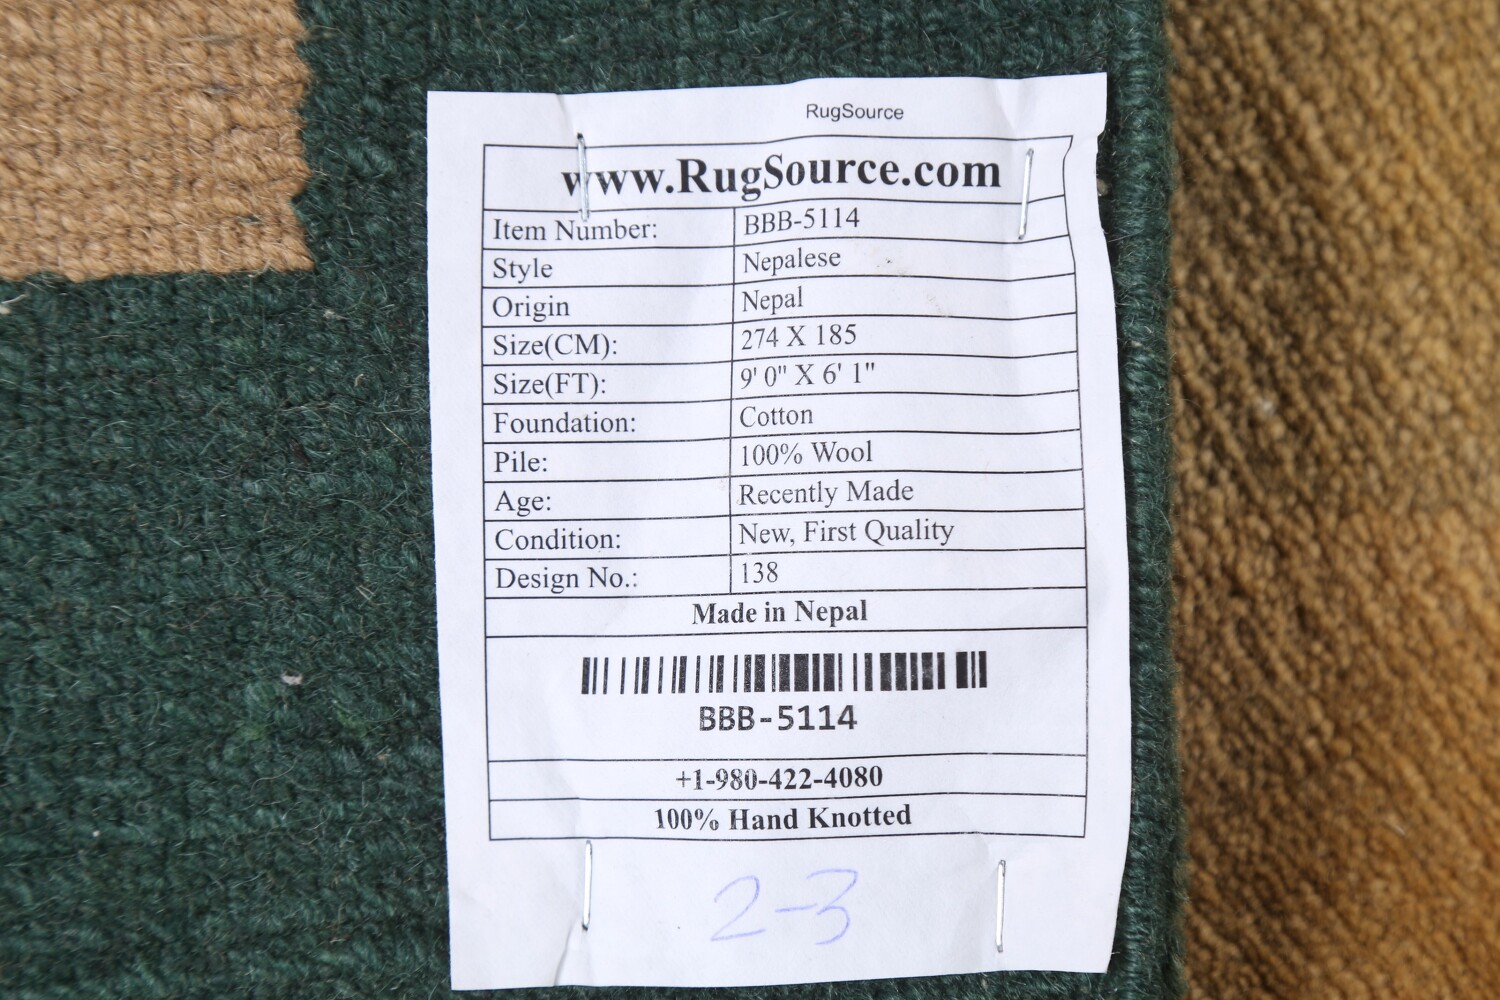 RugSource
www.RugSource.com
Item Number: BBB-5114
Style Nepalese
Origin Nepal
Size(CM): 274 X 185
Size(FT): 9' 0" X 6' 1"
Foundation: Cotton
Pile: 100% Wool
Age: Recently Made
Condition: New, First Quality
Design No.: 138
Made in Nepal
BBB-5114
+1-980-422-4080
100% Hand Knotted
2-3